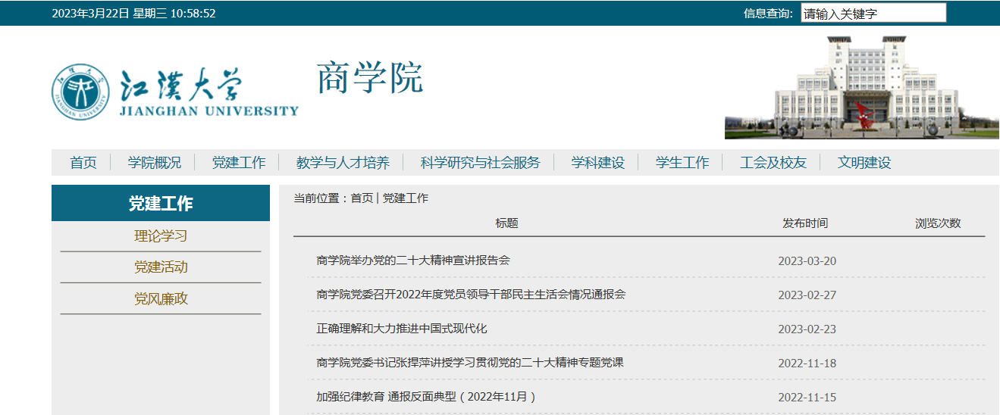 2023年3月22日 星期三 10:58:52 信息查询: 请输入关键字
江汉大学 商学院
JIANGHAN UNIVERSITY
首页 学院概况 党建工作 教学与人才培养 科学研究与社会服务 学科建设 学生工作 工会及校友 文明建设
党建工作
理论学习
党建活动
党风廉政
当前位置：首页 | 党建工作
标题 发布时间 浏览次数
商学院举办党的二十大精神宣讲报告会 2023-03-20
商学院党委召开2022年度党员领导干部民主生活会情况通报会 2023-02-27
正确理解和大力推进中国式现代化 2023-02-23
商学院党委书记张捍萍讲授学习贯彻党的二十大精神专题党课 2022-11-18
加强纪律教育 通报反面典型（2022年11月） 2022-11-15